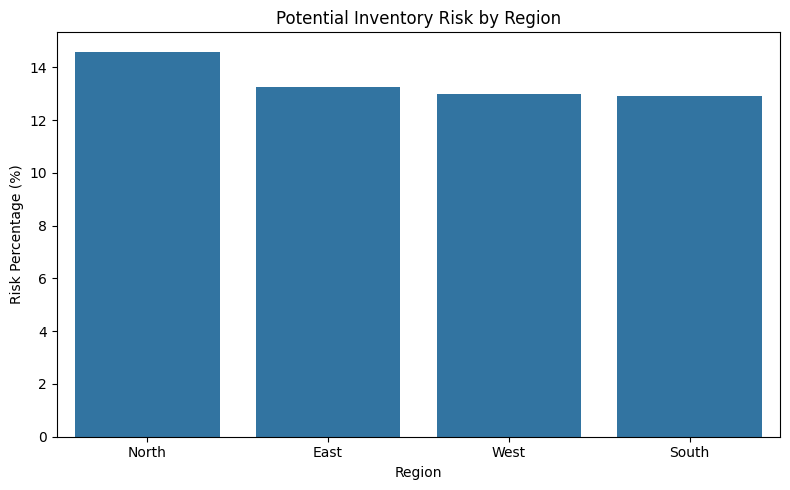 Potential Inventory Risk by Region
Risk Percentage (%)
14
12
10
8
6
4
2
0
North East West South
Region